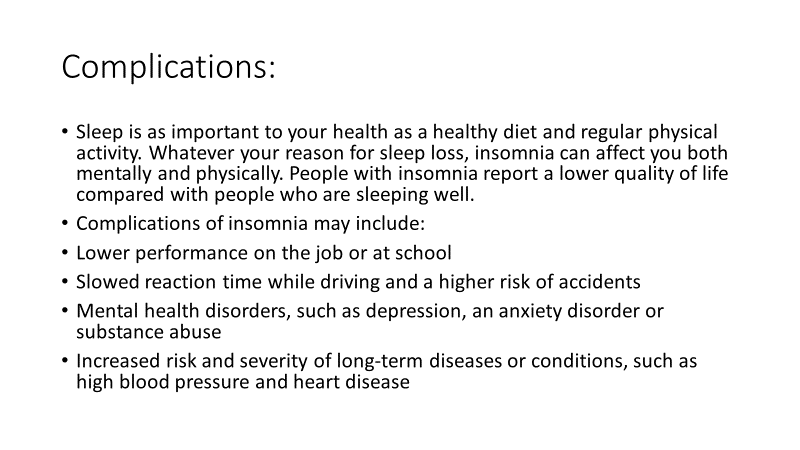 Complications:
• Sleep is as important to your health as a healthy diet and regular physical
activity. Whatever your reason for sleep loss, insomnia can affect you both
mentally and physically. People with insomnia report a lower quality of life
compared with people who are sleeping well.
• Complications of insomnia may include:
• Lower performance on the job or at school
• Slowed reaction time while driving and a higher risk of accidents
• Mental health disorders, such as depression, an anxiety disorder or
substance abuse
• Increased risk and severity of long-term diseases or conditions, such as
high blood pressure and heart disease